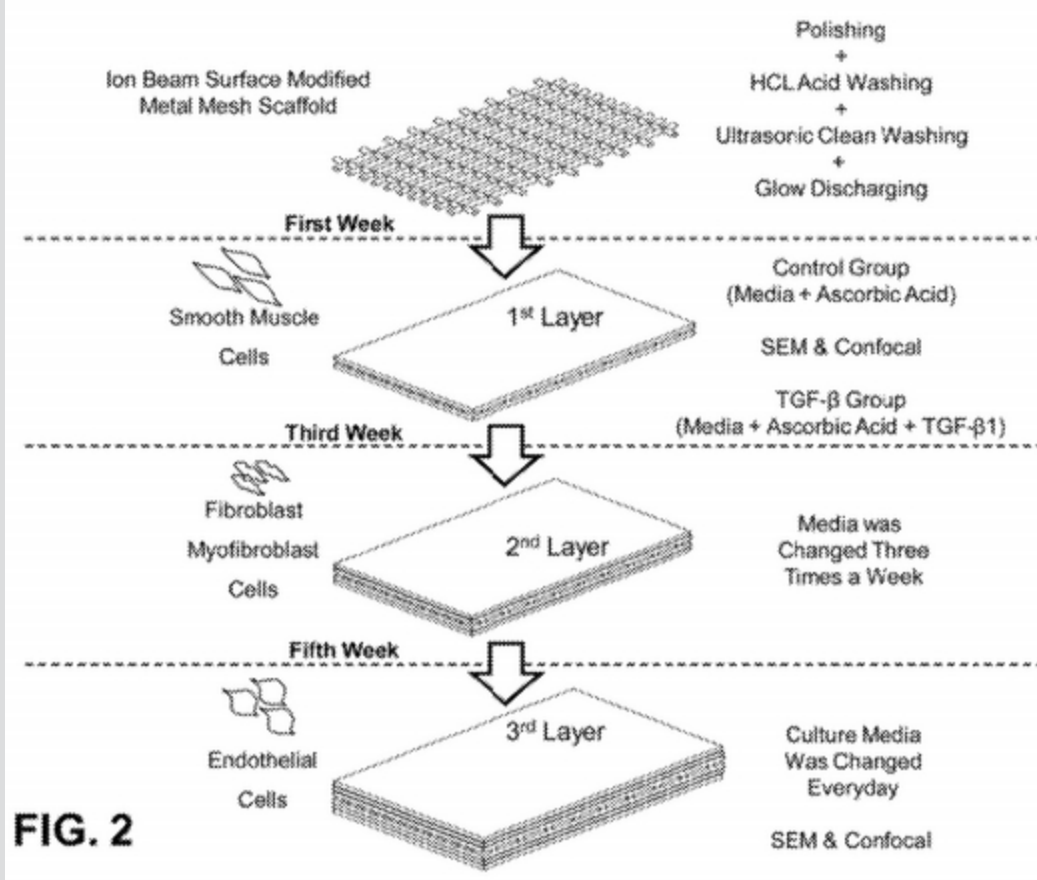 Ion Beam Surface Modified
Metal Mesh Scaffold
Polishing
+
HCL Acid Washing
+
Ultrasonic Clean Washing
+
Glow Discharging
First Week
Smooth Muscle
Cells
1st Layer
Control Group
(Media + Ascorbic Acid)
SEM & Confocal
TGF-β Group
(Media + Ascorbic Acid + TGF-β1)
Third Week
Fibroblast
Myofibroblast
Cells
2nd Layer
Media was
Changed Three
Times a Week
Fifth Week
Endothelial
Cells
3rd Layer
Culture Media
Was Changed
Everyday
SEM & Confocal
FIG. 2